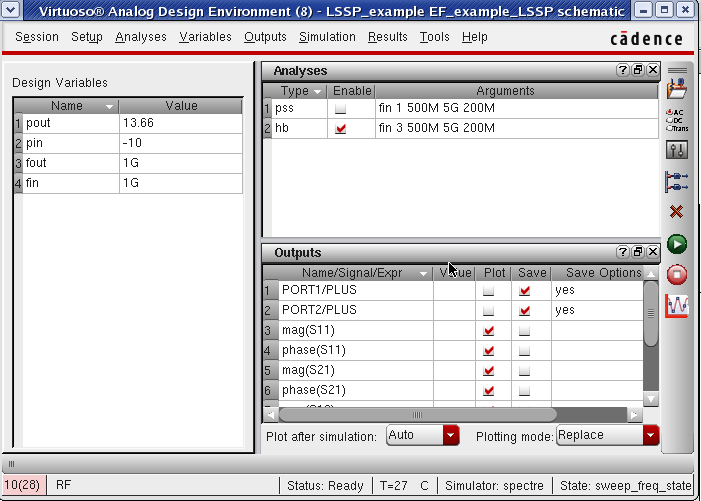 Virtuoso® Analog Design Environment (8) - LSSP_example EF_example_LSSP schematic
Session Setup Analyses Variables Outputs Simulation Results Tools Help
cādence
Design Variables
Name Value
1 pout 13.66
2 pin -10
3 fout 1G
4 fin 1G
Analyses
Type Enable Arguments
1 pss fin 1 500M 5G 200M
2 hb fin 3 500M 5G 200M
Outputs
Name/Signal/Expr Value Plot Save Save Options
1 PORT1/PLUS yes
2 PORT2/PLUS yes
3 mag(S11)
4 phase(S11)
5 mag(S21)
6 phase(S21)
Plot after simulation: Auto Plotting mode: Replace
AC
DC
Trans
10(28) RF Status: Ready T=27 C Simulator: spectre State: sweep_freq_state